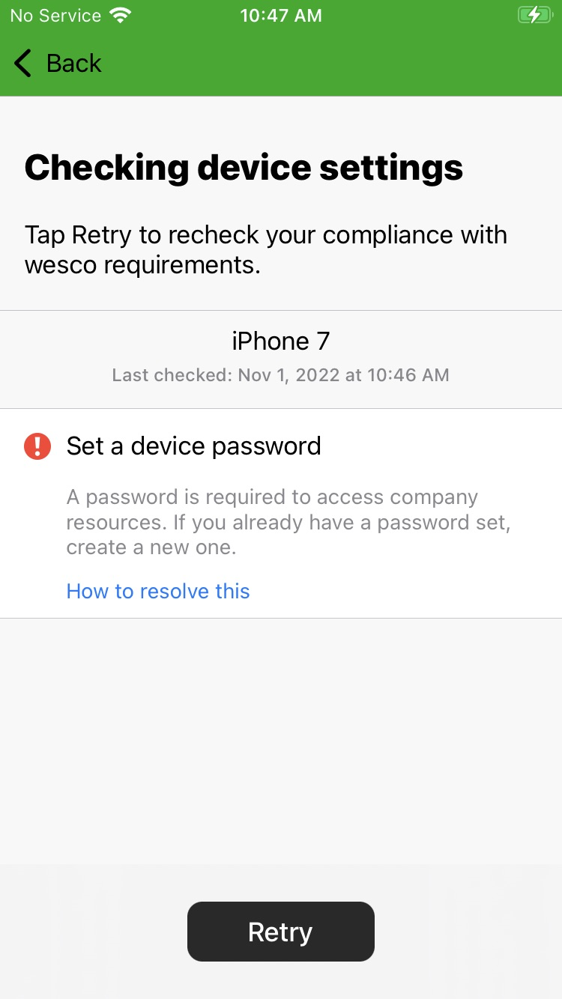 No Service 10:47 AM
Back
Checking device settings
Tap Retry to recheck your compliance with
wesco requirements.
iPhone 7
Last checked: Nov 1, 2022 at 10:46 AM
Set a device password
A password is required to access company
resources. If you already have a password set,
create a new one.
How to resolve this
Retry